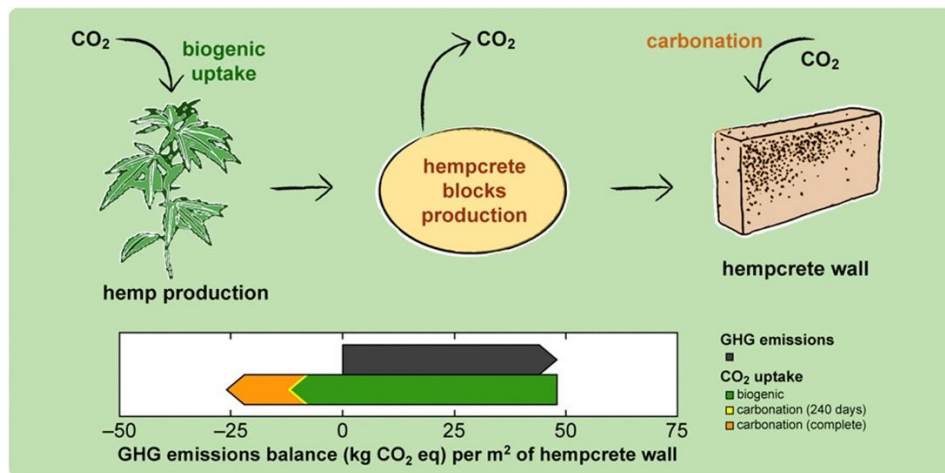 CO₂
biogenic
uptake
CO₂
carbonation
CO₂
hempcrete
blocks
production
hemp production
hempcrete wall
GHG emissions
CO₂ uptake
biogenic
carbonation (240 days)
carbonation (complete)
−50 −25 0 25 50 75
GHG emissions balance (kg CO₂ eq) per m² of hempcrete wall